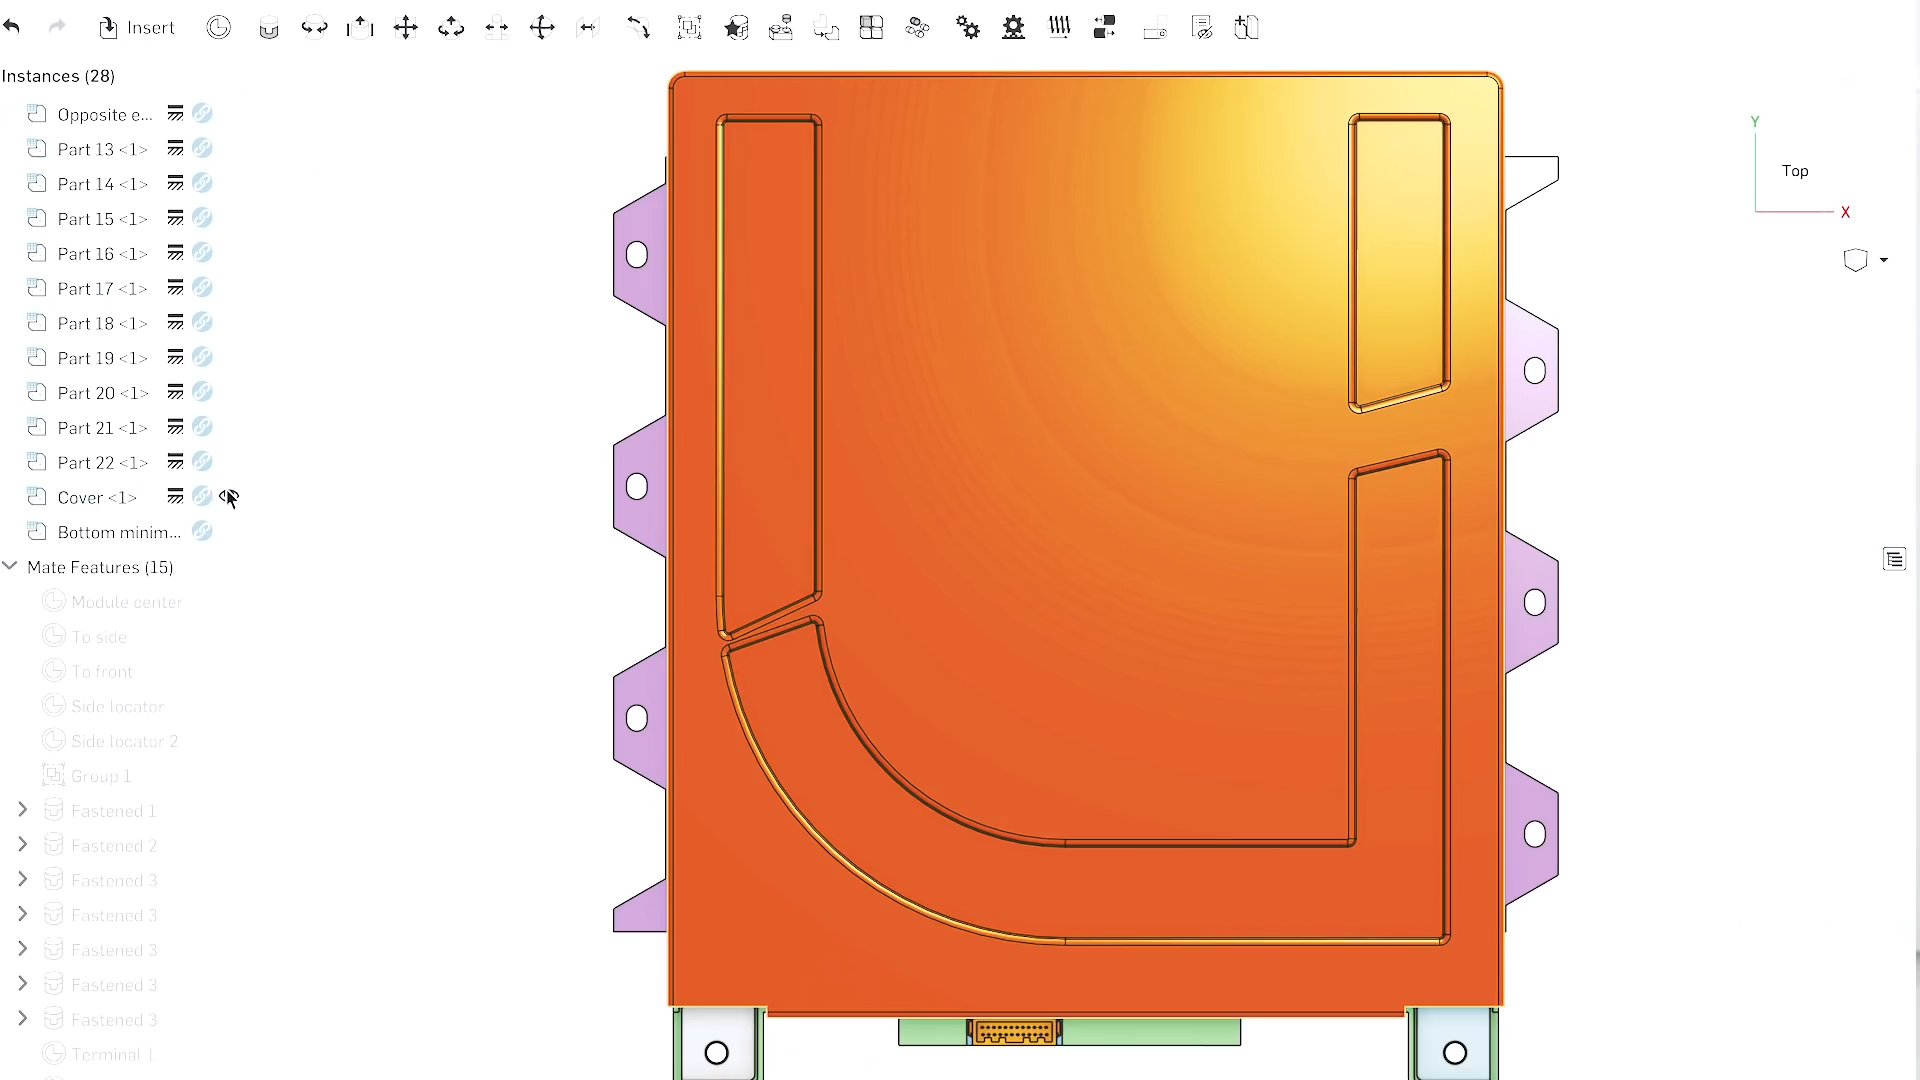 Insert
Instances (28)
Opposite e...
Part 13 <1>
Part 14 <1>
Part 15 <1>
Part 16 <1>
Part 17 <1>
Part 18 <1>
Part 19 <1>
Part 20 <1>
Part 21 <1>
Part 22 <1>
Cover <1>
Bottom minim...
Mate Features (15)
Module center
To side
To front
Side locator
Side locator 2
Group 1
Fastened 1
Fastened 2
Fastened 3
Fastened 3
Fastened 3
Fastened 3
Fastened 3
Terminal 1
Y
Top
X